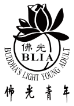 佛光
BLIA
BUDDHA'S LIGHT YOUNG ADULT
佛光青年